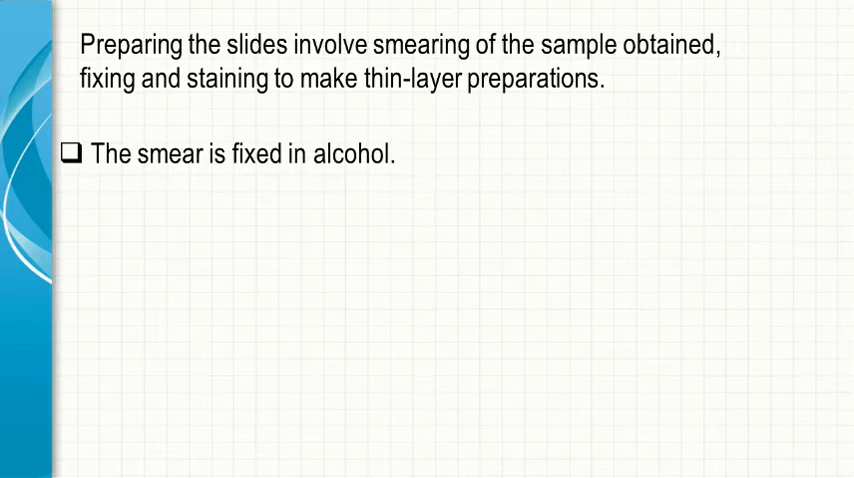 Preparing the slides involve smearing of the sample obtained,
fixing and staining to make thin-layer preparations.
❑ The smear is fixed in alcohol.